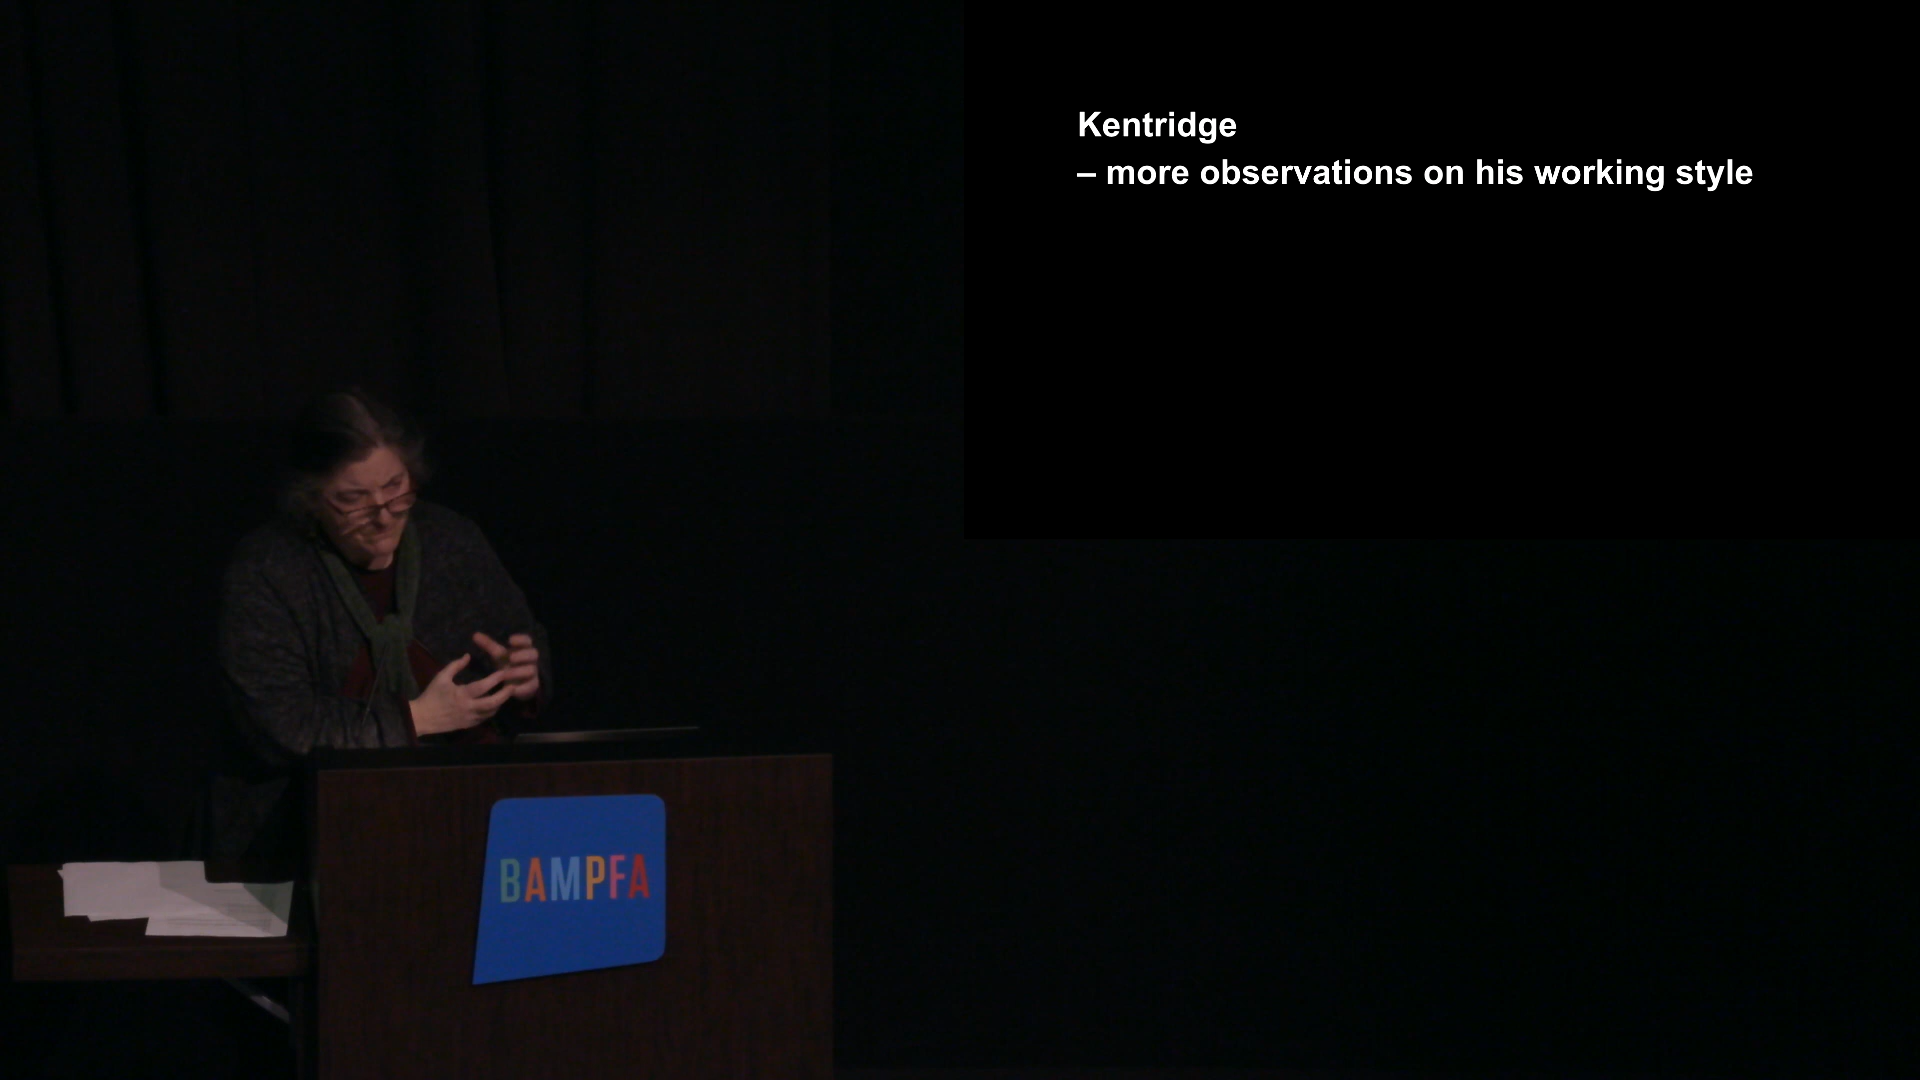 Kentridge
– more observations on his working style
BAMPFA